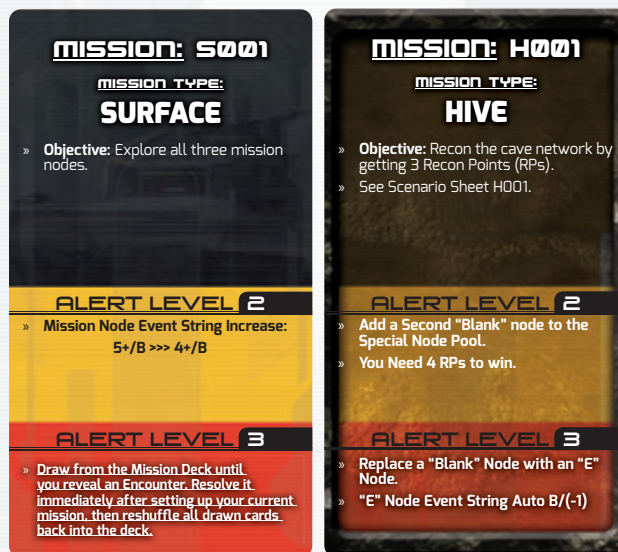 MISSION: S001
MISSION TYPE:
SURFACE
» Objective: Explore all three mission
nodes.
ALERT LEVEL 2
» Mission Node Event String Increase:
5+/B >>> 4+/B
ALERT LEVEL 3
» Draw from the Mission Deck until
you reveal an Encounter. Resolve it
immediately after setting up your current
mission, then reshuffle all drawn cards
back into the deck.
MISSION: H001
MISSION TYPE:
HIVE
» Objective: Recon the cave network by
getting 3 Recon Points (RPs).
» See Scenario Sheet H001.
ALERT LEVEL 2
» Add a Second “Blank” node to the
Special Node Pool.
» You Need 4 RPs to win.
ALERT LEVEL 3
» Replace a “Blank” Node with an “E”
Node.
» “E” Node Event String Auto B/(-1)